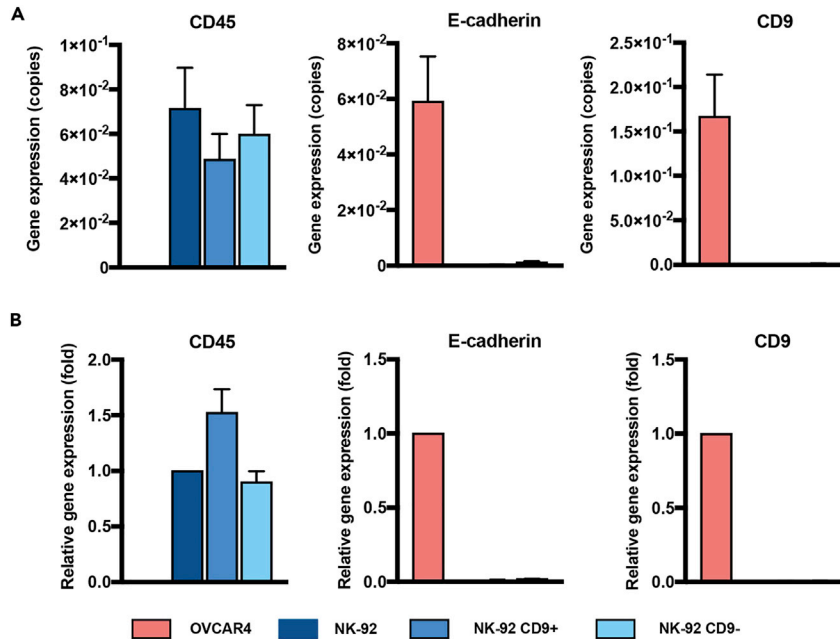 A
CD45
E-cadherin
CD9
Gene expression (copies)
1×10⁻¹
8×10⁻²
6×10⁻²
4×10⁻²
2×10⁻²
0
Gene expression (copies)
8×10⁻²
6×10⁻²
4×10⁻²
2×10⁻²
0
Gene expression (copies)
2.5×10⁻¹
2.0×10⁻¹
1.5×10⁻¹
1.0×10⁻¹
5.0×10⁻²
0.0
B
CD45
E-cadherin
CD9
Relative gene expression (fold)
2.0
1.5
1.0
0.5
0.0
Relative gene expression (fold)
1.5
1.0
0.5
0.0
Relative gene expression (fold)
1.5
1.0
0.5
0.0
OVCAR4
NK-92
NK-92 CD9+
NK-92 CD9-